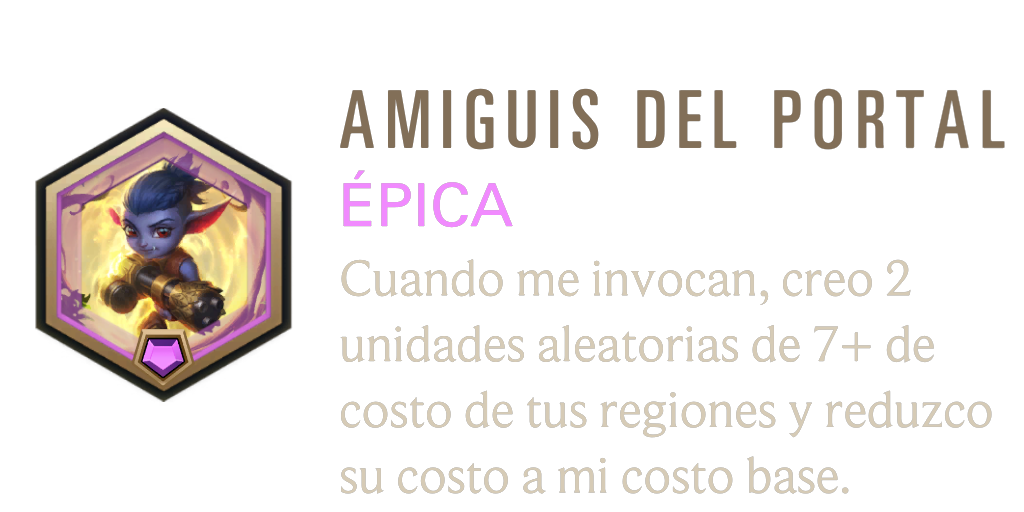 AMIGUIS DEL PORTAL
ÉPICA
Cuando me invocan, creo 2
unidades aleatorias de 7+ de
costo de tus regiones y reduzco
su costo a mi costo base.